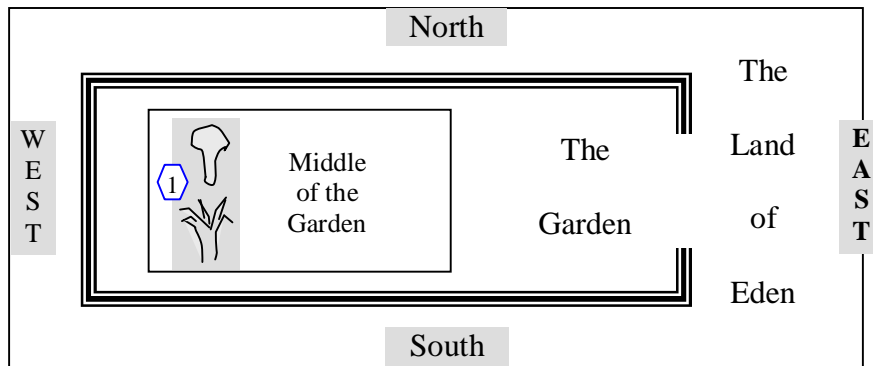 North
The
Land
of
Eden
W
E
S
T
1
Middle
of the
Garden
The
Garden
E
A
S
T
South